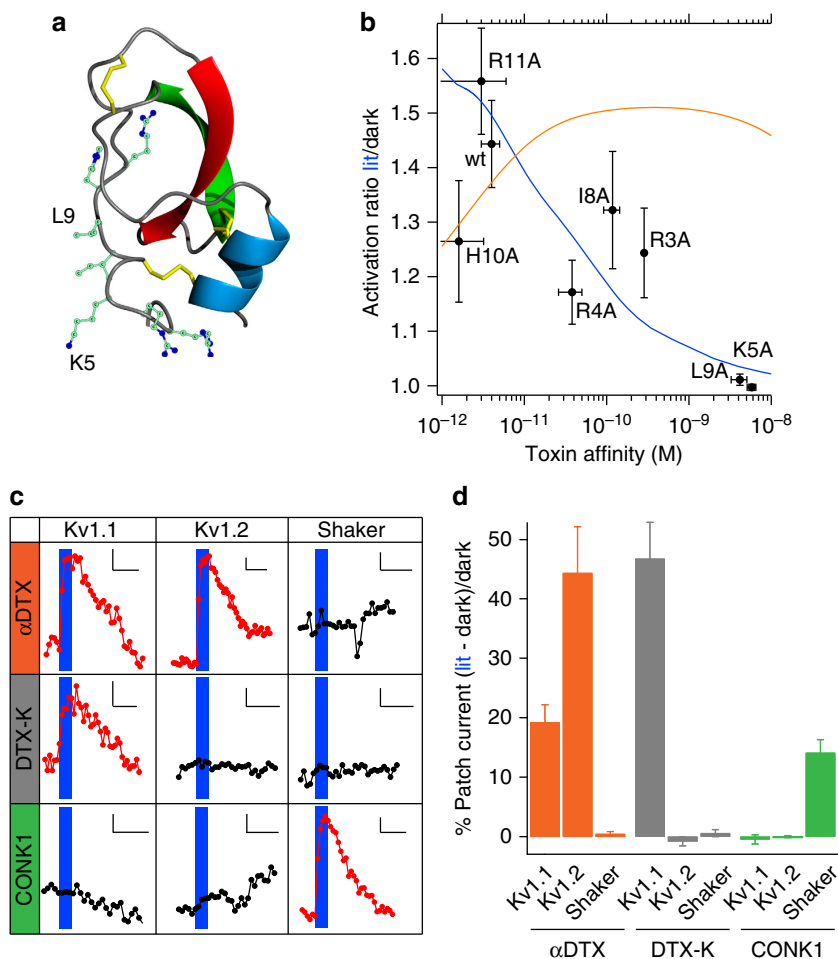 a
L9
K5
b
Activation ratio lit/dark
1.6
1.5
1.4
1.3
1.2
1.1
1.0
R11A
wt
H10A
I8A
R3A
R4A
K5A
L9A
10⁻¹² 10⁻¹¹ 10⁻¹⁰ 10⁻⁹ 10⁻⁸
Toxin affinity (M)
c
Kv1.1 Kv1.2 Shaker
αDTX
DTX-K
CONK1
d
% Patch current (lit - dark)/dark
50
40
30
20
10
0
Kv1.1 Kv1.2 Shaker Kv1.1 Kv1.2 Shaker Kv1.1 Kv1.2 Shaker
αDTX DTX-K CONK1